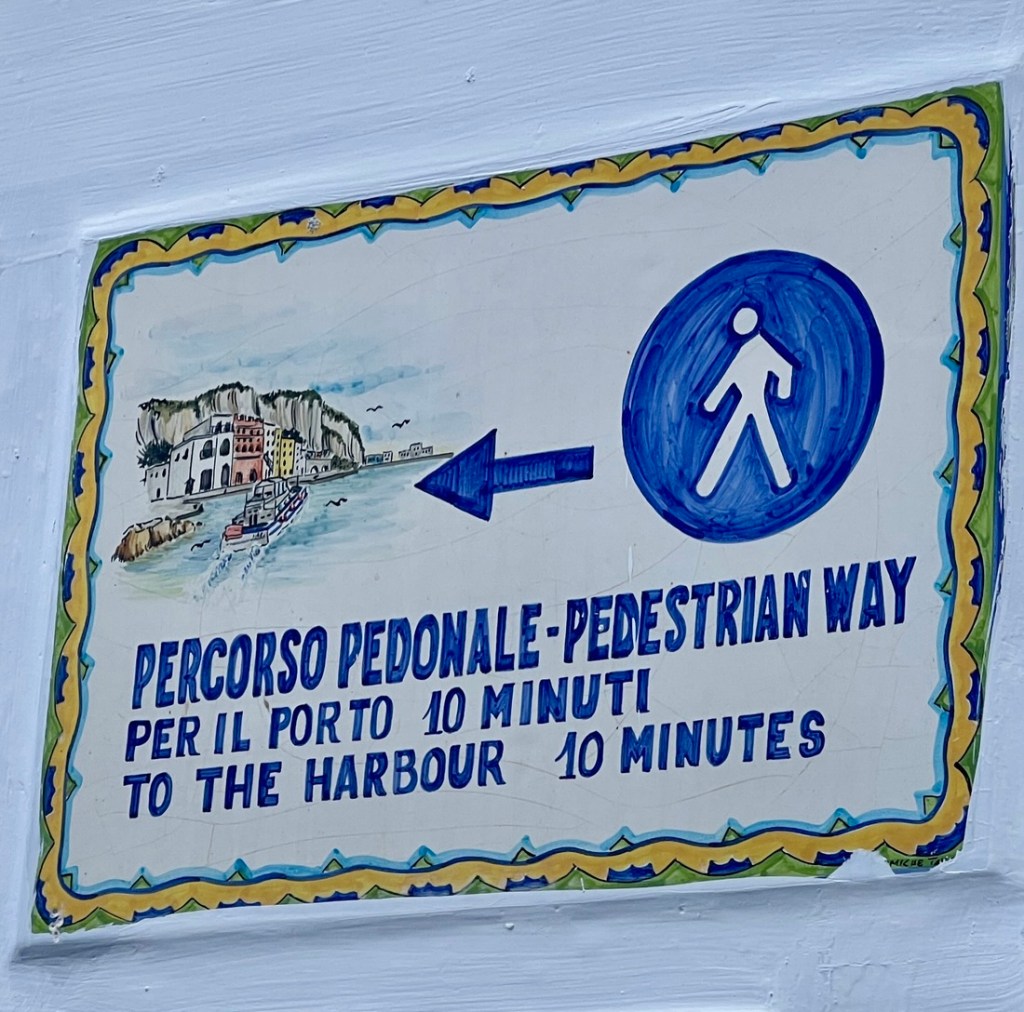 PERCORSO PEDONALE-PEDESTRIAN WAY
PER IL PORTO 10 MINUTI
TO THE HARBOUR 10 MINUTES